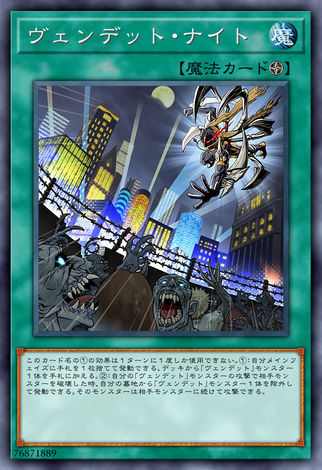 ヴェンデット・ナイト
魔
【魔法カード】
このカード名の①の効果は1ターンに1度しか使用できない。①:自分メインフ
ェイズに手札を1枚捨てて発動できる。デッキから「ヴェンデット」モンスター
1体を手札に加える。②:自分の「ヴェンデット」モンスターの攻撃で相手モン
スターを破壊した時、自分の墓地から「ヴェンデット」モンスター1体を除外し
て発動できる。そのモンスターは相手モンスターに続けて攻撃できる。
76871889